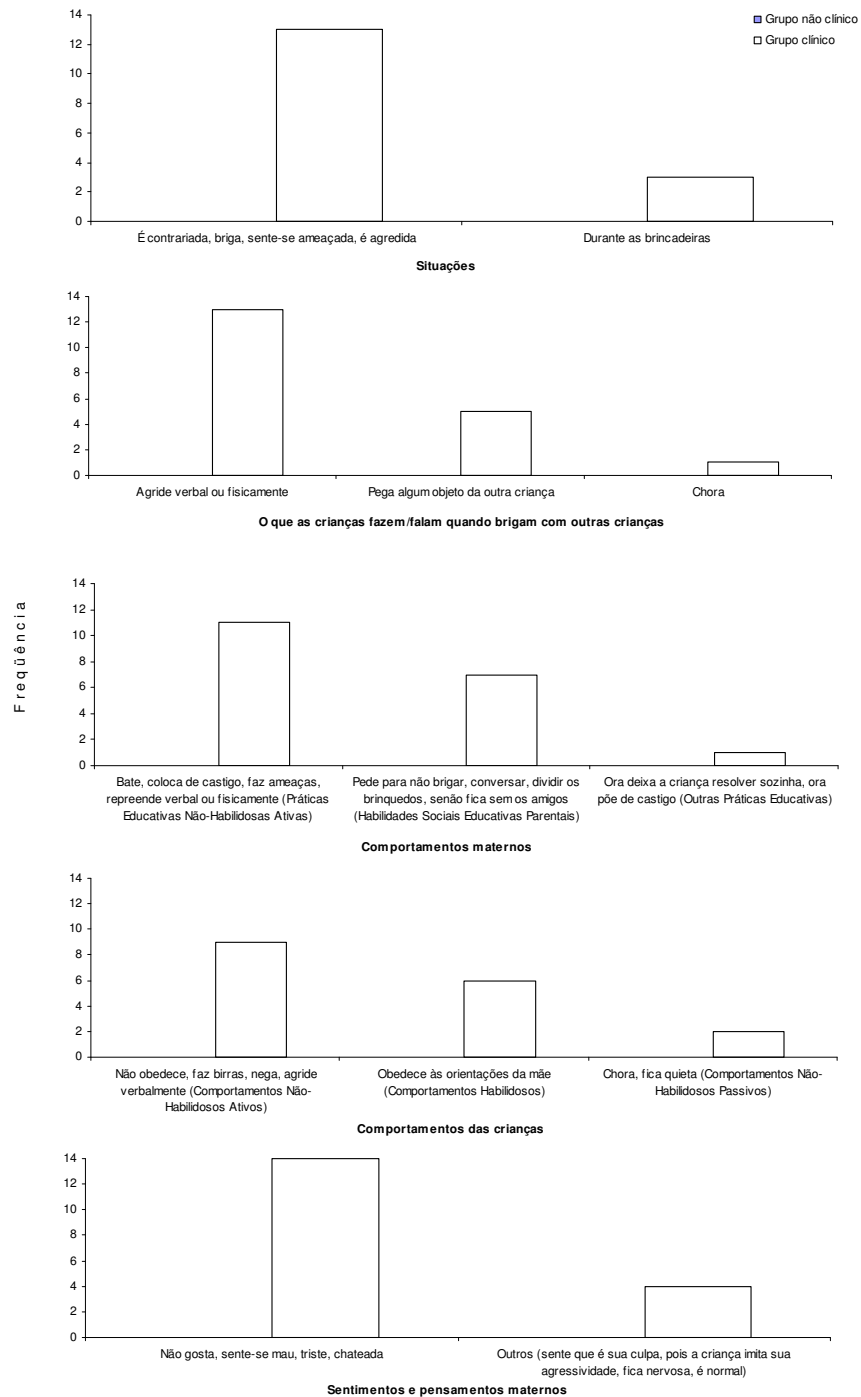 Grupo não clínico
Grupo clínico
14
12
10
8
6
4
2
0
É contrariada, briga, sente-se ameaçada, é agredida
Durante as brincadeiras
Situações
14
12
10
8
6
4
2
0
Agride verbal ou fisicamente
Pega algum objeto da outra criança
Chora
O que as crianças fazem/falam quando brigam com outras crianças
Freqüência
14
12
10
8
6
4
2
0
Bate, coloca de castigo, faz ameaças,
repreende verbal ou fisicamente (Práticas
Educativas Não-Habilidosas Ativas)
Pede para não brigar, conversar, dividir os
brinquedos, senão fica sem os amigos
(Habilidades Sociais Educativas Parentais)
Ora deixa a criança resolver sozinha, ora
põe de castigo (Outras Práticas Educativas)
Comportamentos maternos
14
12
10
8
6
4
2
0
Não obedece, faz birras, nega, agride
verbalmente (Comportamentos Não-
Habilidosos Ativos)
Obedece às orientações da mãe
(Comportamentos Habilidosos)
Chora, fica quieta (Comportamentos Não-
Habilidosos Passivos)
Comportamentos das crianças
14
12
10
8
6
4
2
0
Não gosta, sente-se mau, triste, chateada
Outros (sente que é sua culpa, pois a criança imita sua
agressividade, fica nervosa, é normal)
Sentimentos e pensamentos maternos